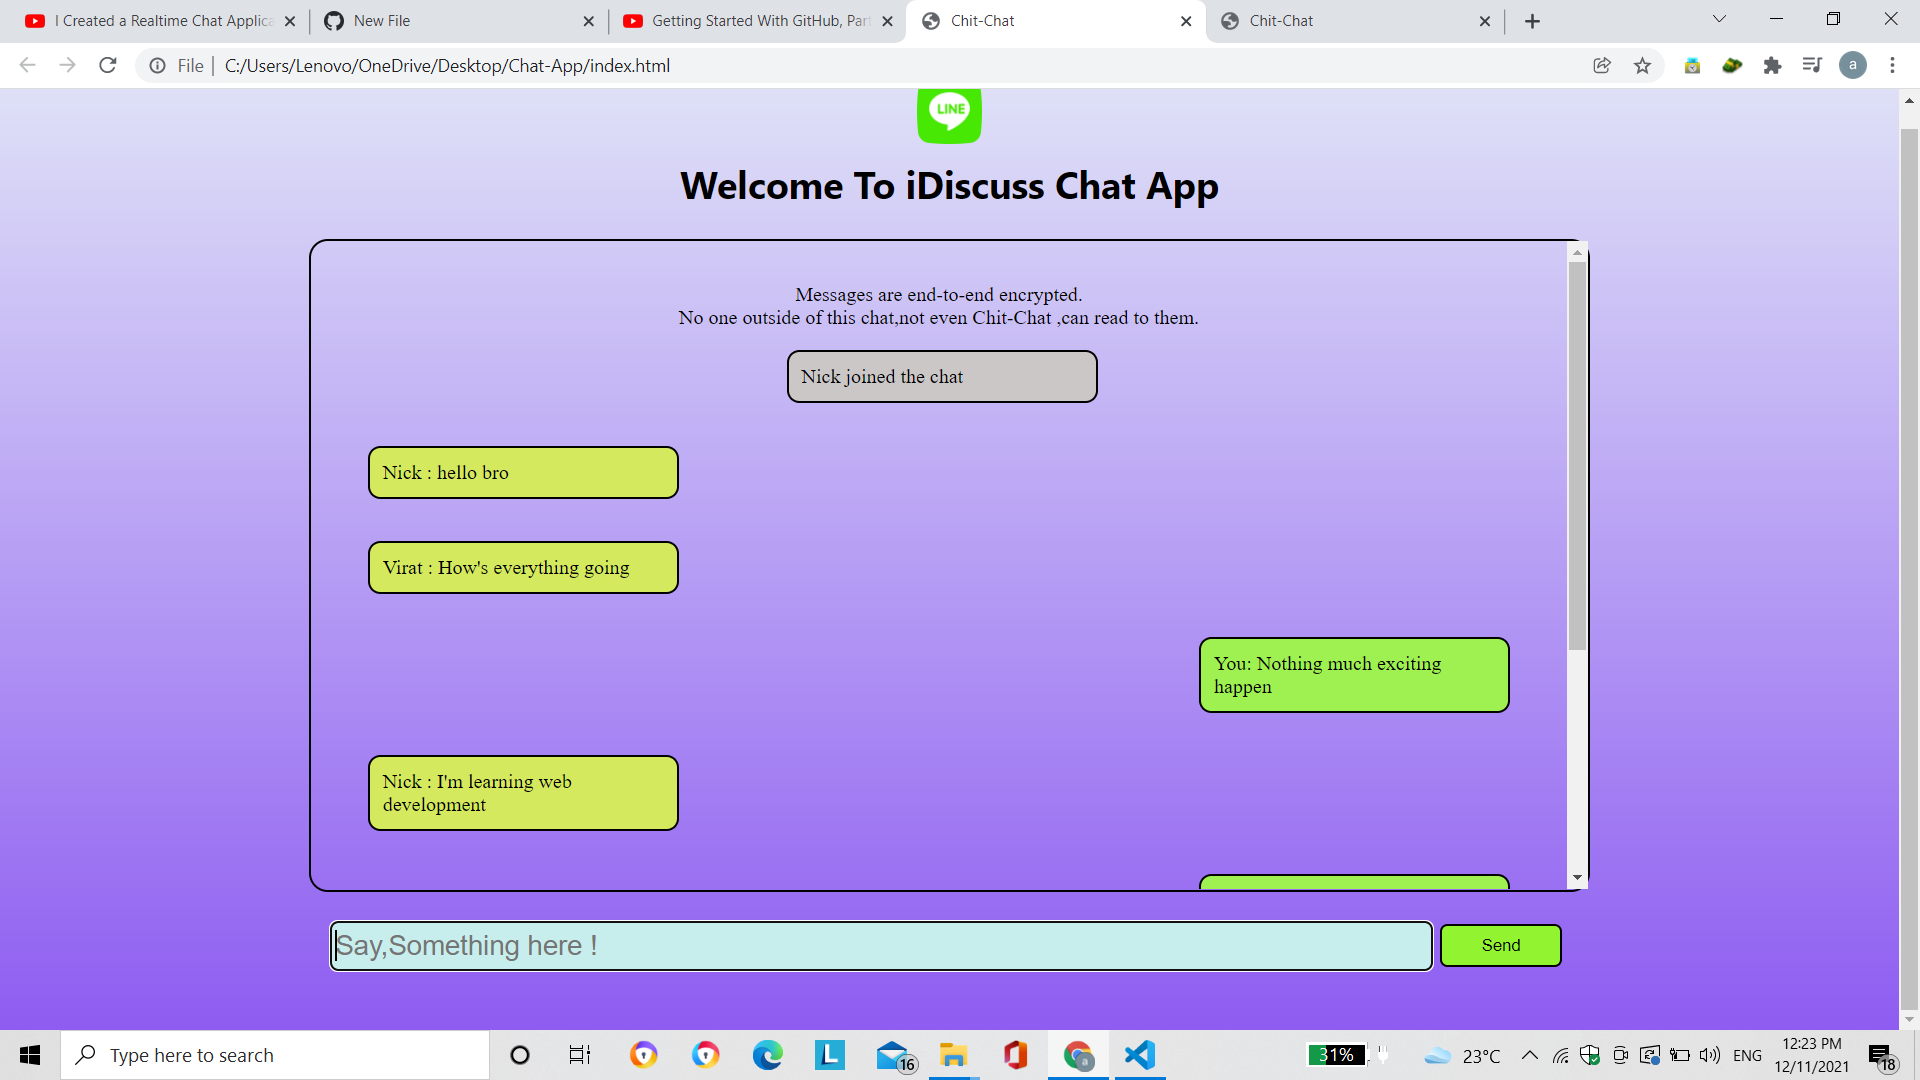 I Created a Realtime Chat Applica
New File
Getting Started With GitHub, Part
Chit-Chat
Chit-Chat
File
C:/Users/Lenovo/OneDrive/Desktop/Chat-App/index.html
a
LINE
Welcome To iDiscuss Chat App
Messages are end-to-end encrypted.
No one outside of this chat,not even Chit-Chat ,can read to them.
Nick joined the chat
Nick : hello bro
Virat : How's everything going
You: Nothing much exciting
happen
Nick : I'm learning web
development
Say,Something here !
Send
Type here to search
L
16
a
31%
23°C
ENG
12:23 PM
12/11/2021
18